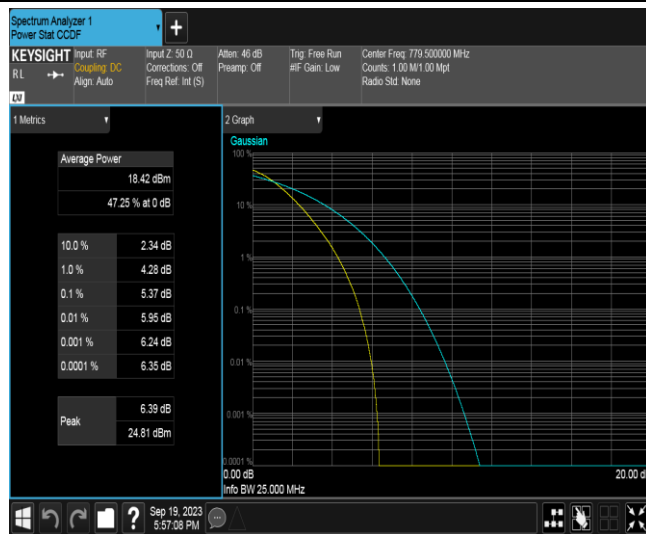 Spectrum Analyzer 1
Power Stat CCDF
+
KEYSIGHT
RL
LXI
Input: RF
Coupling: DC
Align: Auto
Input Z: 50 Ω
Corrections: Off
Freq Ref: Int (S)
Atten: 46 dB
Preamp: Off
Trig: Free Run
#IF Gain: Low
Center Freq: 779.500000 MHz
Counts: 1.00 M/1.00 Mpt
Radio Std: None
1 Metrics
Average Power
18.42 dBm
47.25 % at 0 dB
10.0 % 2.34 dB
1.0 % 4.28 dB
0.1 % 5.37 dB
0.01 % 5.95 dB
0.001 % 6.24 dB
0.0001 % 6.35 dB
Peak
6.39 dB
24.81 dBm
2 Graph
Gaussian
100 %
10 %
1 %
0.1 %
0.01 %
0.001 %
0.0001 %
0.00 dB
20.00 d
Info BW 25.000 MHz
?
Sep 19, 2023
5:57:08 PM